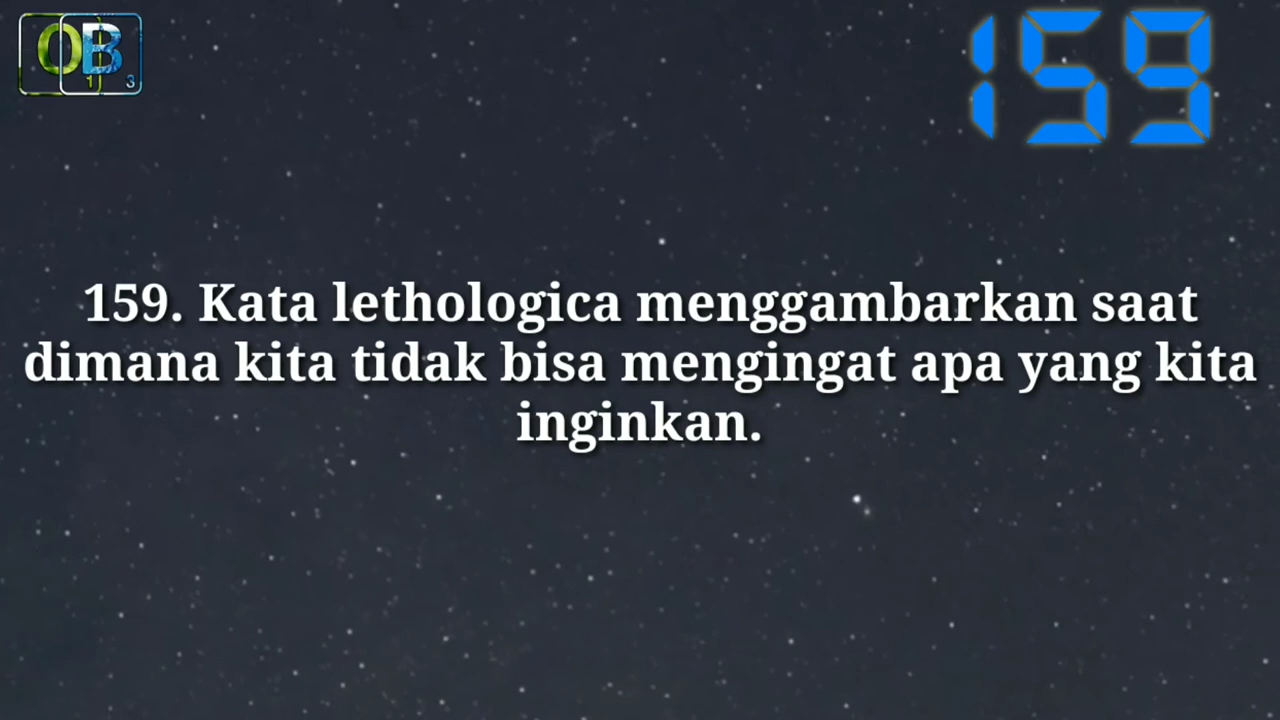 OB
1 3
159
159. Kata lethologica menggambarkan saat
dimana kita tidak bisa mengingat apa yang kita
inginkan.